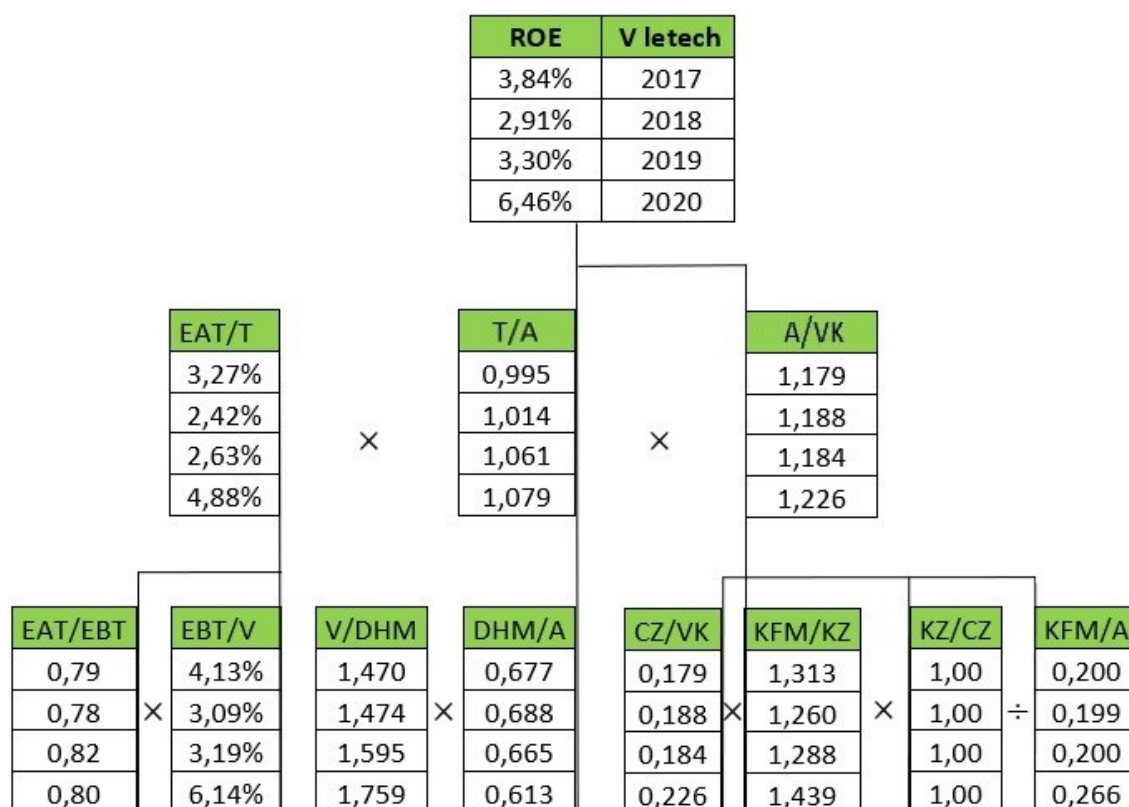 ROE V letech
3,84% 2017
2,91% 2018
3,30% 2019
6,46% 2020
EAT/T T/A A/VK
3,27% 0,995 1,179
2,42% 1,014 1,188
× ×
2,63% 1,061 1,184
4,88% 1,079 1,226
EAT/EBT EBT/V V/DHM DHM/A CZ/VK KFM/KZ KZ/CZ KFM/A
0,79 4,13% 1,470 0,677 0,179 1,313 1,00 0,200
0,78 × 3,09% 1,474 × 0,688 0,188 × 1,260 × 1,00 ÷ 0,199
0,82 3,19% 1,595 0,665 0,184 1,288 1,00 0,200
0,80 6,14% 1,759 0,613 0,226 1,439 1,00 0,266